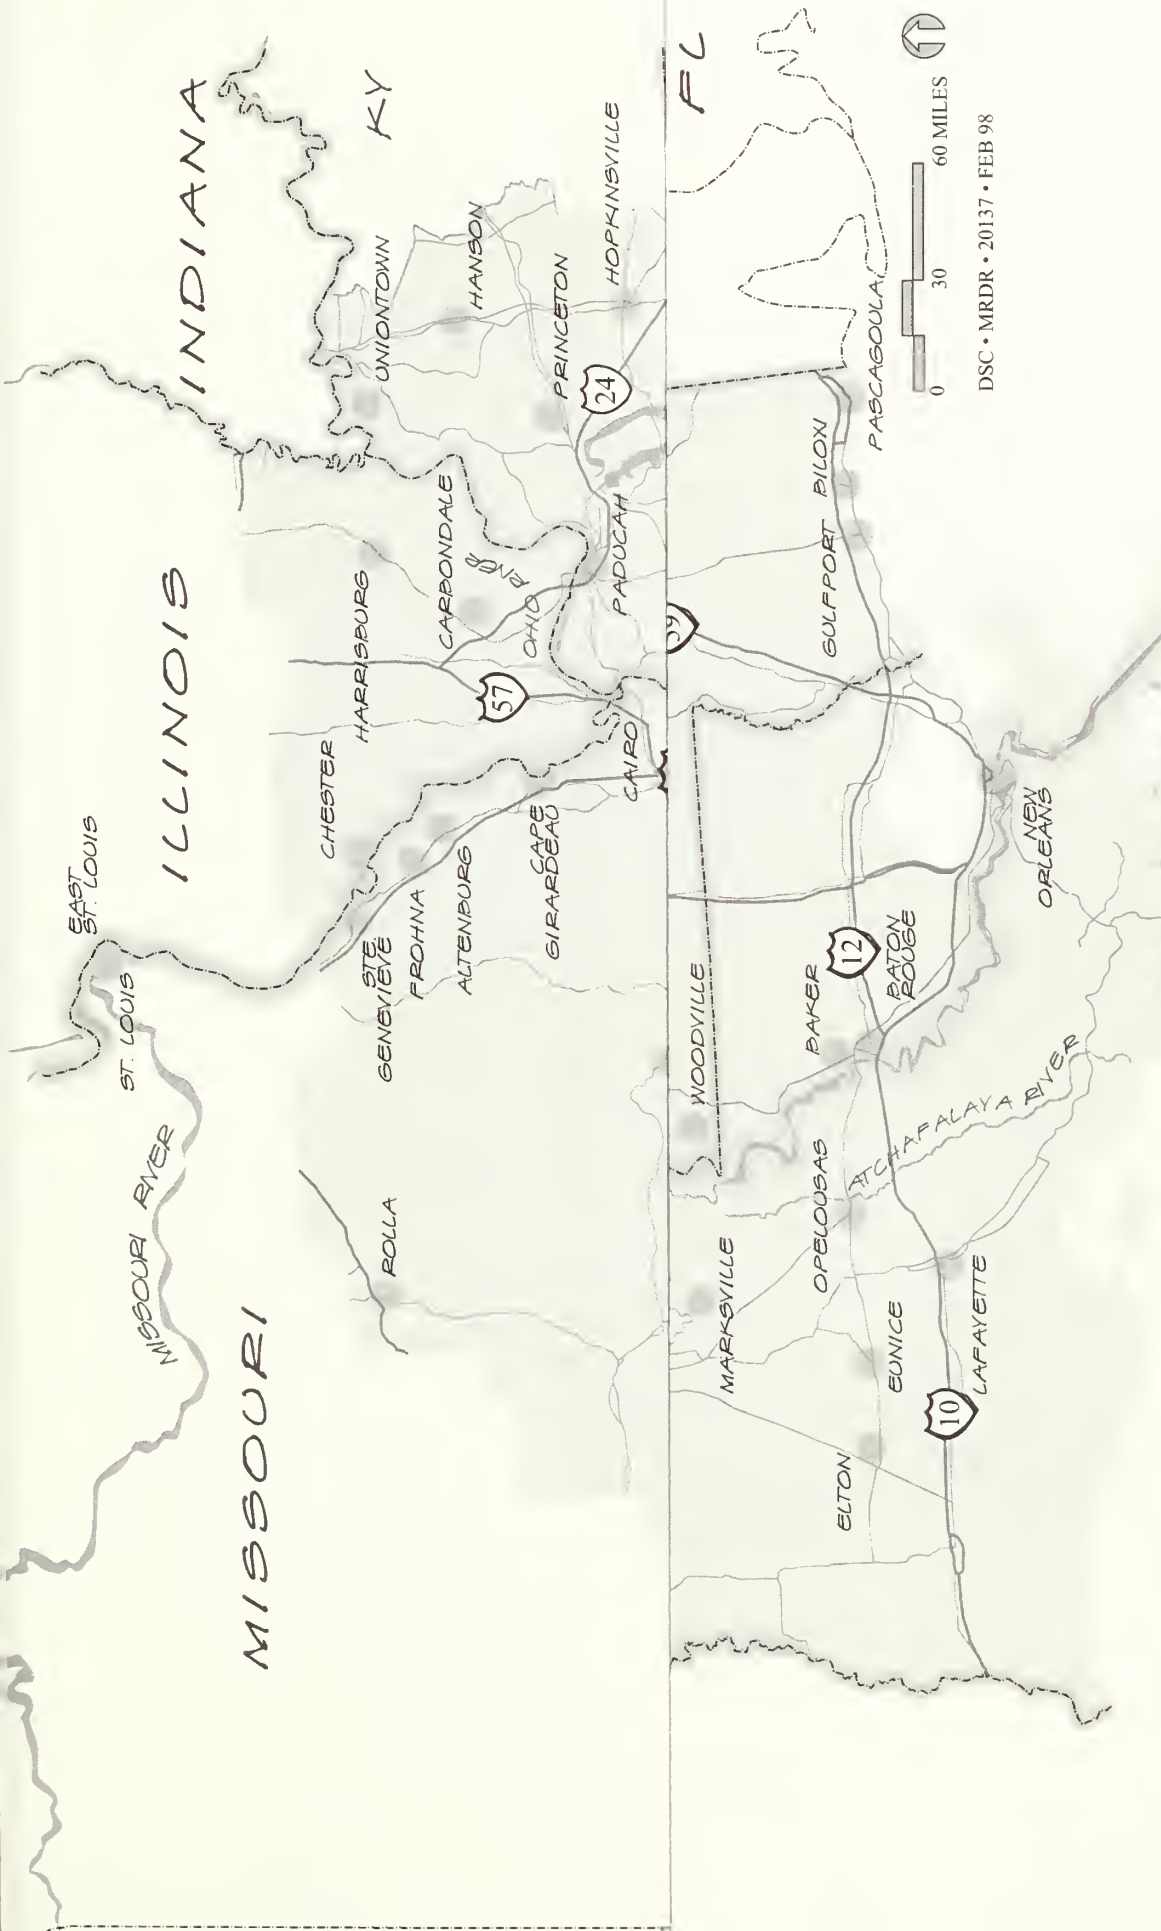 INDIANA
ILLINOIS
MISSOURI
KY
EAST
ST. LOUIS
ST. LOUIS
MISSOURI RIVER
UNIONTOWN
HANSON
PRINCETON
HOPKINSVILLE
24
HARRISBURG
CARBONDALE
OHIO
RIVER
PADUCAH
57
CHESTER
CAIRO
STE
GENEVIEVE
FROHNA
ALTENBURG
CAPE
GIRARDEAU
ROLLA
FL
PASCAGOULA
BILOXI
GULFPORT
59
NEW
ORLEANS
12
BATON
ROUGE
BAKER
WOODVILLE
ATCHAFALAYA RIVER
OPELOUSAS
MARKSVILLE
EUNICE
LAFAYETTE
10
ELTON
0 30 60 MILES
DSC • MRDR • 20137 • FEB 98